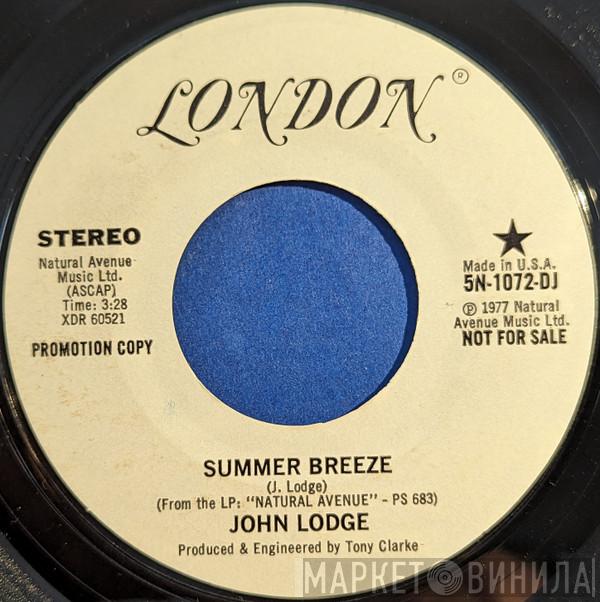 LONDON®
STEREO
Natural Avenue
Music Ltd.
(ASCAP)
Time: 3:28
XDR 60521
PROMOTION COPY
★
Made in U.S.A.
5N-1072-DJ
℗ 1977 Natural
Avenue Music Ltd.
NOT FOR SALE
SUMMER BREEZE
(J. Lodge)
(From the LP: "NATURAL AVENUE" - PS 683)
JOHN LODGE
Produced & Engineered by Tony Clarke
МАРКЕТ ВИНИЛА